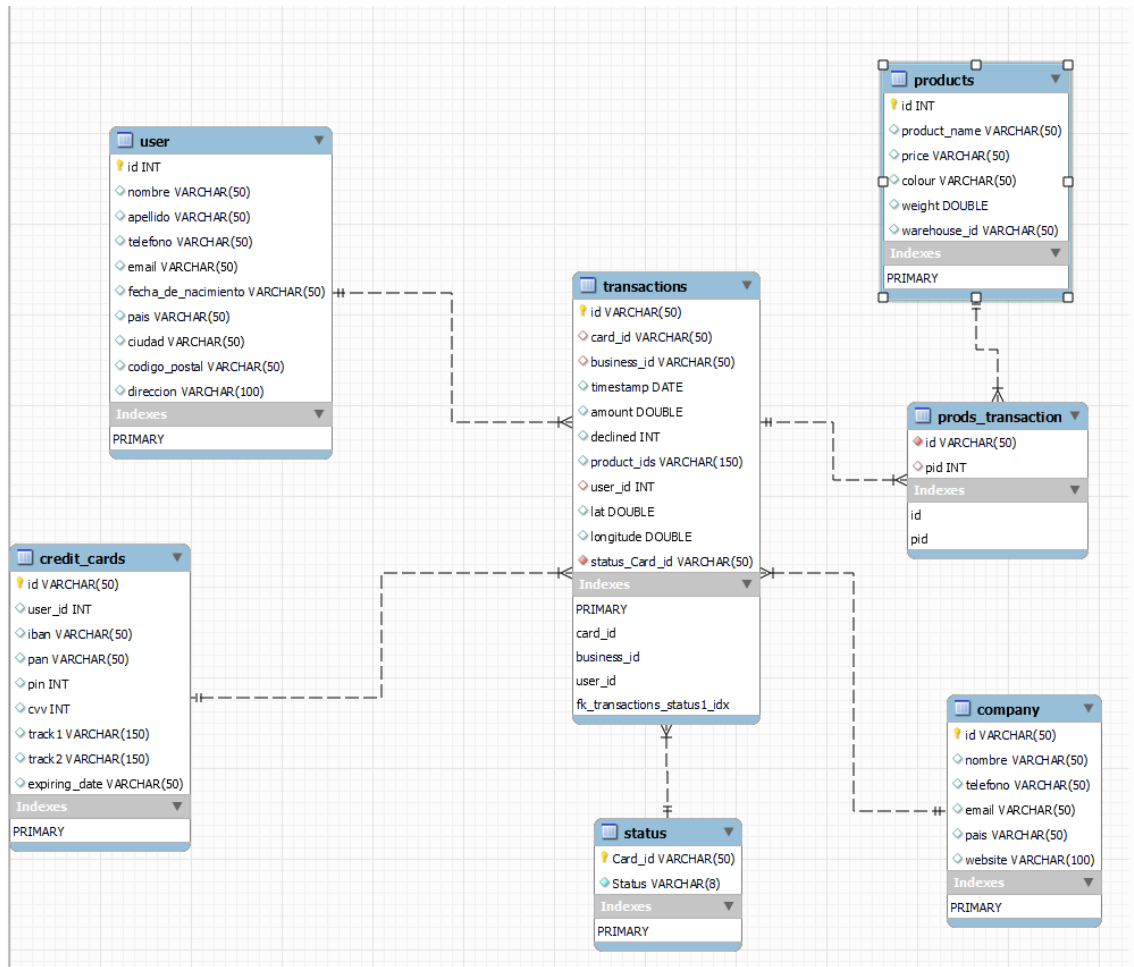 products
id INT
product_name VARCHAR(50)
price VARCHAR(50)
colour VARCHAR(50)
weight DOUBLE
warehouse_id VARCHAR(50)
Indexes
PRIMARY
user
id INT
nombre VARCHAR(50)
apellido VARCHAR(50)
telefono VARCHAR(50)
email VARCHAR(50)
fecha_de_nacimiento VARCHAR(50)
pais VARCHAR(50)
ciudad VARCHAR(50)
codigo_postal VARCHAR(50)
direccion VARCHAR(100)
Indexes
PRIMARY
transactions
id VARCHAR(50)
card_id VARCHAR(50)
business_id VARCHAR(50)
timestamp DATE
amount DOUBLE
declined INT
product_ids VARCHAR(150)
user_id INT
lat DOUBLE
longitude DOUBLE
status_Card_id VARCHAR(50)
Indexes
PRIMARY
card_id
business_id
user_id
fk_transactions_status1_idx
prods_transaction
id VARCHAR(50)
pid INT
Indexes
id
pid
credit_cards
id VARCHAR(50)
user_id INT
iban VARCHAR(50)
pan VARCHAR(50)
pin INT
cvv INT
track1 VARCHAR(150)
track2 VARCHAR(150)
expiring_date VARCHAR(50)
Indexes
PRIMARY
company
id VARCHAR(50)
nombre VARCHAR(50)
telefono VARCHAR(50)
email VARCHAR(50)
pais VARCHAR(50)
website VARCHAR(100)
Indexes
PRIMARY
status
Card_id VARCHAR(50)
Status VARCHAR(8)
Indexes
PRIMARY